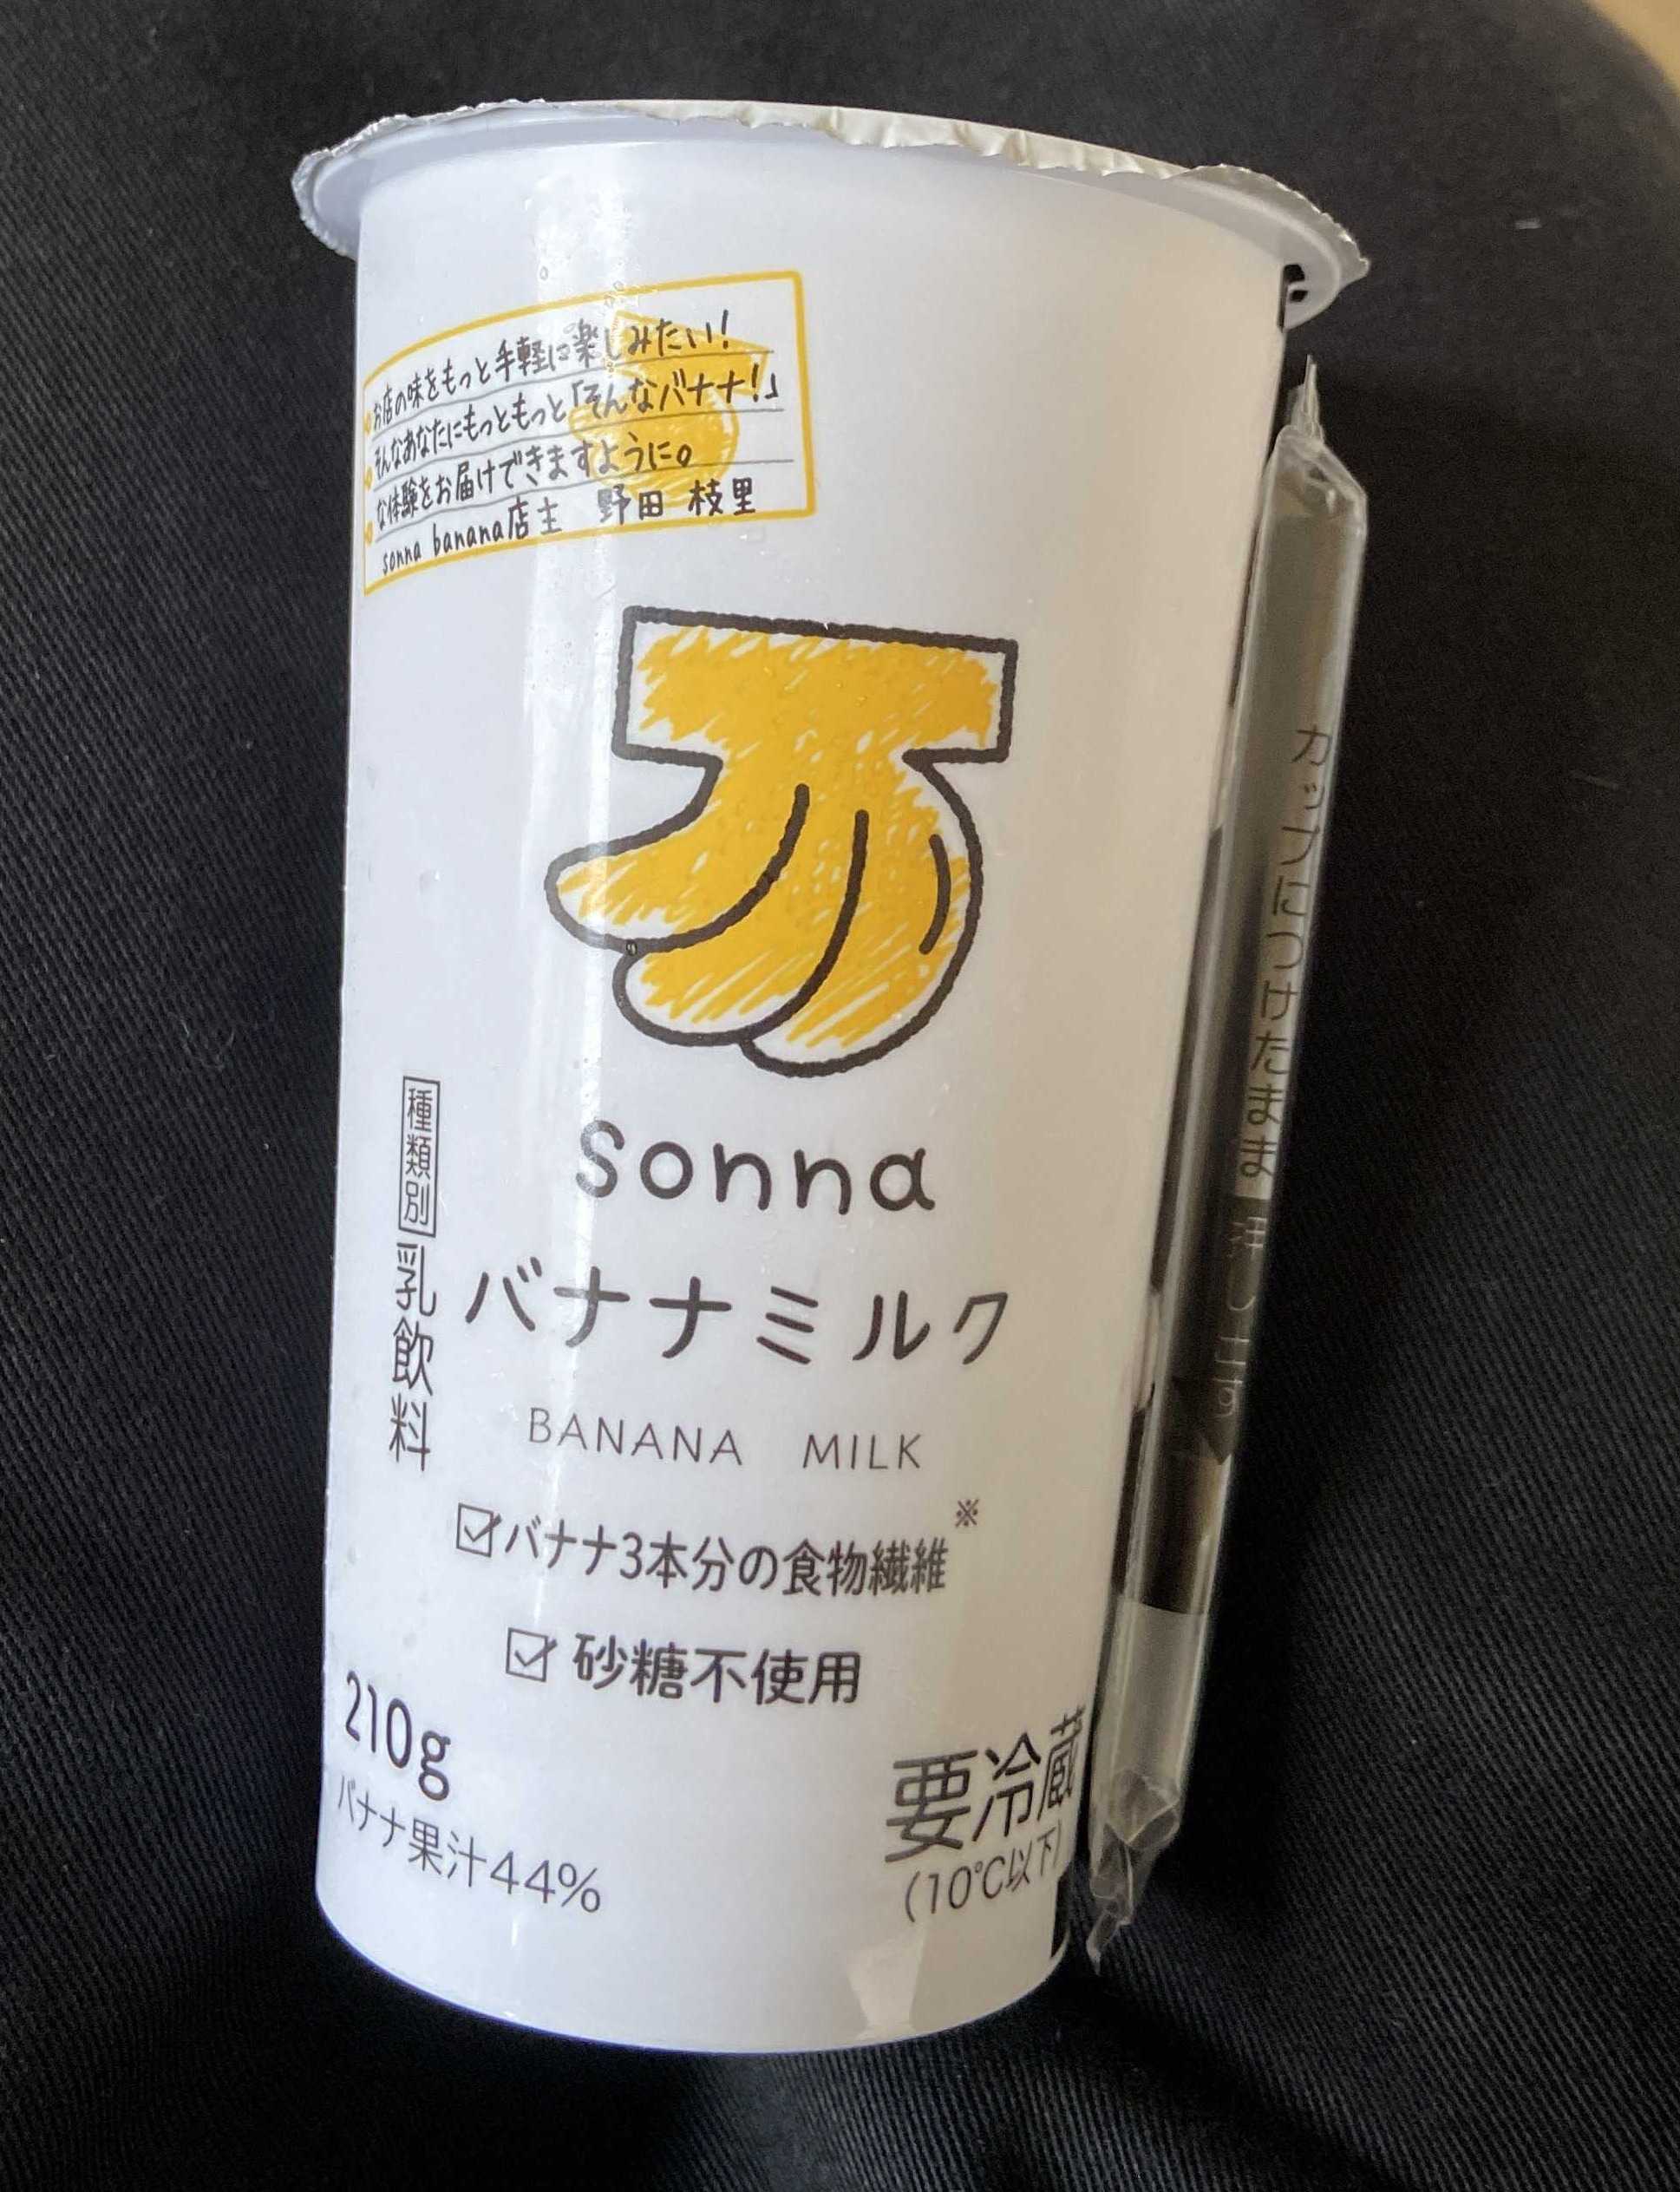 お店の味をもっと手軽に楽しみたい!
そんなあなたにもっともっと「そんなバナナ!」
な体験をお届けできますように。
sonna banana店主 野田 枝里
sonna
バナナミルク
BANANA MILK
種類別 乳飲料
☑バナナ3本分の食物繊維※
☑砂糖不使用
210g
バナナ果汁44%
要冷蔵
(10℃以下)
カップにつけたまま押し出す